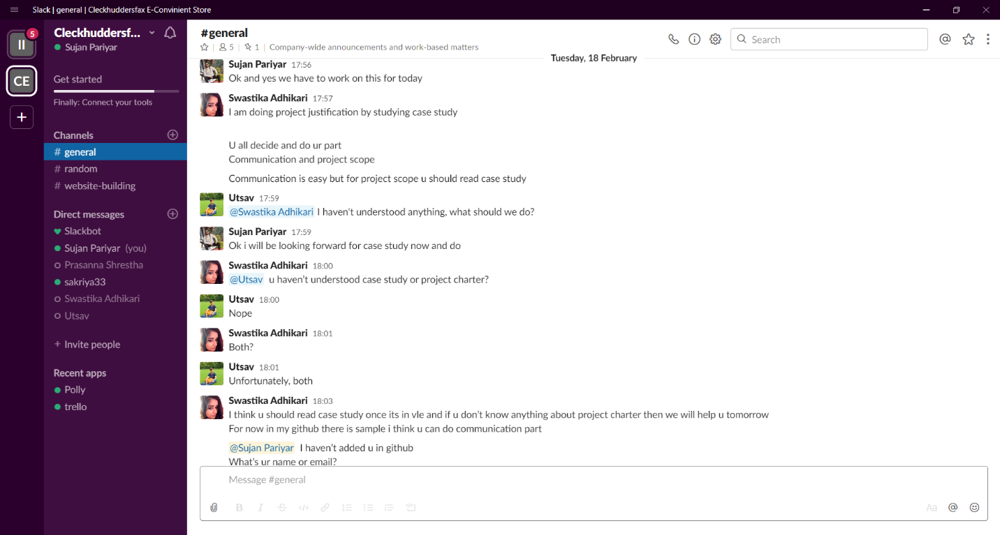 Slack | general | Cleckhuddersfax E-Convinient Store
5
II
CE
+
Cleckhuddersf...
Sujan Pariyar
Get started
Finally: Connect your tools
Channels
# general
# random
# website-building
Direct messages
Slackbot
Sujan Pariyar (you)
Prasanna Shrestha
sakriya33
Swastika Adhikari
Utsav
+ Invite people
Recent apps
Polly
trello
#general
5 | 1 | Company-wide announcements and work-based matters
Search
@
Tuesday, 18 February
Sujan Pariyar 17:56
Ok and yes we have to work on this for today
Swastika Adhikari 17:57
I am doing project justification by studying case study
U all decide and do ur part
Communication and project scope
Communication is easy but for project scope u should read case study
Utsav 17:59
@Swastika Adhikari I haven't understood anything, what should we do?
Sujan Pariyar 17:59
Ok i will be looking forward for case study now and do
Swastika Adhikari 18:00
@Utsav u haven't understood case study or project charter?
Utsav 18:00
Nope
Swastika Adhikari 18:01
Both?
Utsav 18:01
Unfortunately, both
Swastika Adhikari 18:03
I think u should read case study once its in vle and if u don't know anything about project charter then we will help u tomorrow
For now in my github there is sample i think u can do communication part
@Sujan Pariyar I haven't added u in github
What's ur name or email?
Message #general
B I S </> Aa @